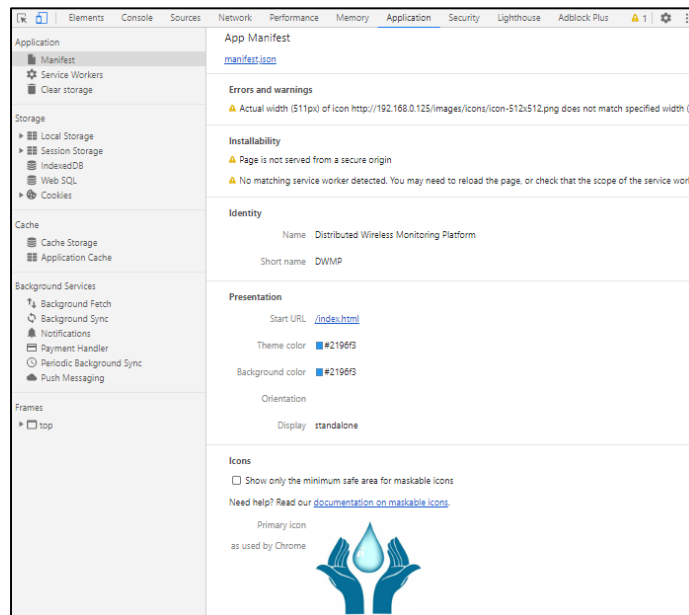 Elements Console Sources Network Performance Memory Application Security Lighthouse Adblock Plus 1
Application
Manifest
Service Workers
Clear storage
Storage
Local Storage
Session Storage
IndexedDB
Web SQL
Cookies
Cache
Cache Storage
Application Cache
Background Services
Background Fetch
Background Sync
Notifications
Payment Handler
Periodic Background Sync
Push Messaging
Frames
top
App Manifest
manifest.json
Errors and warnings
Actual width (511px) of icon http://192.168.0.125/images/icons/icon-512x512.png does not match specified width (
Installability
Page is not served from a secure origin
No matching service worker detected. You may need to reload the page, or check that the scope of the service wor
Identity
Name Distributed Wireless Monitoring Platform
Short name DWMP
Presentation
Start URL /index.html
Theme color #2196f3
Background color #2196f3
Orientation
Display standalone
Icons
Show only the minimum safe area for maskable icons
Need help? Read our documentation on maskable icons.
Primary icon
as used by Chrome